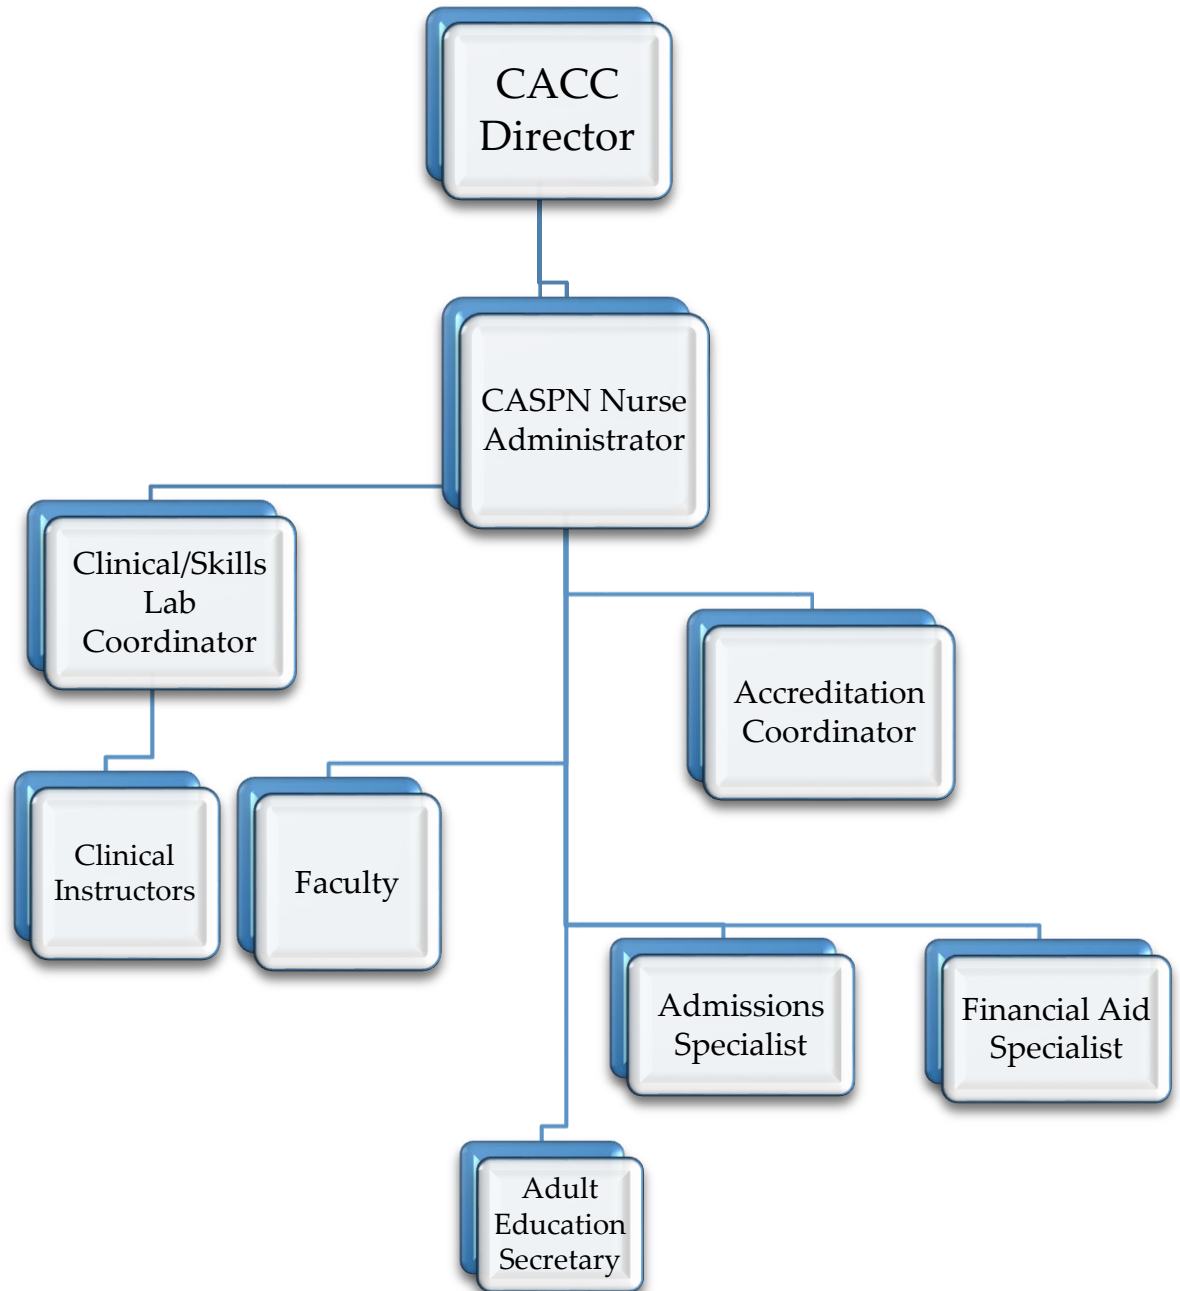 CACC
Director
CASPN Nurse
Administrator
Clinical/Skills
Lab
Coordinator
Accreditation
Coordinator
Clinical
Instructors
Faculty
Admissions
Specialist
Financial Aid
Specialist
Adult
Education
Secretary